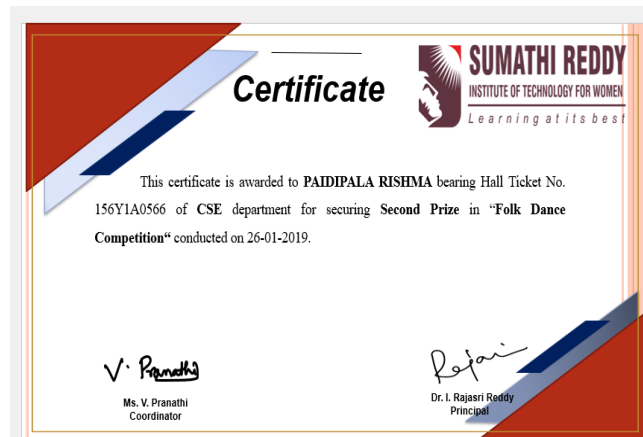 SUMATHI REDDY
INSTITUTE OF TECHNOLOGY FOR WOMEN
Learning at its best
Certificate
This certificate is awarded to PAIDIPALA RISHMA bearing Hall Ticket No.
156Y1A0566 of CSE department for securing Second Prize in “Folk Dance
Competition“ conducted on 26-01-2019.
V. Pranathi
Rajasri
Ms. V. Pranathi
Coordinator
Dr. I. Rajasri Reddy
Principal